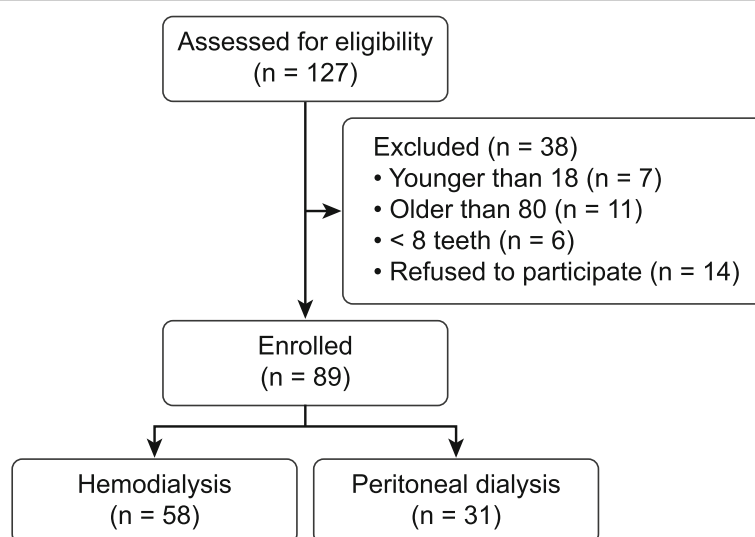 Assessed for eligibility
(n = 127)
Excluded (n = 38)
• Younger than 18 (n = 7)
• Older than 80 (n = 11)
• < 8 teeth (n = 6)
• Refused to participate (n = 14)
Enrolled
(n = 89)
Hemodialysis
(n = 58)
Peritoneal dialysis
(n = 31)